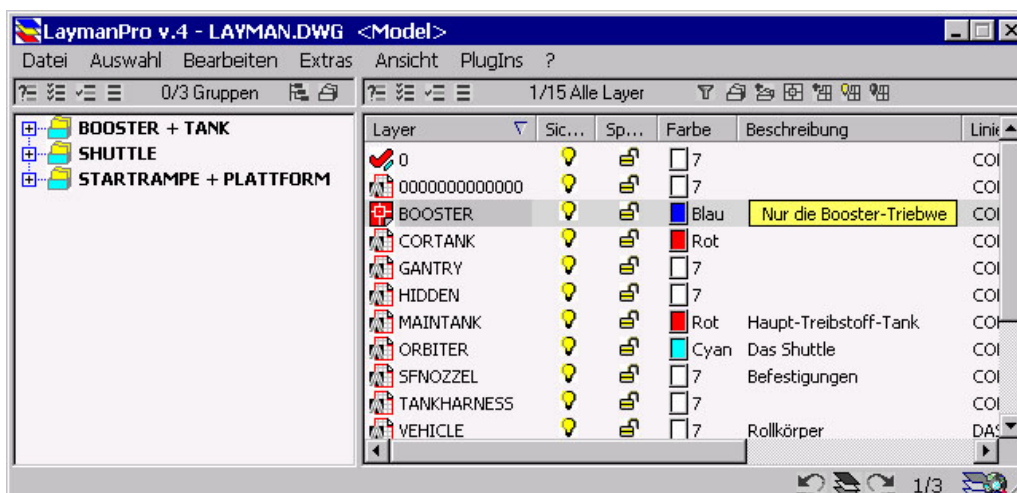 LaymanPro v.4 - LAYMAN.DWG <Model>
Datei Auswahl Bearbeiten Extras Ansicht PlugIns ?
0/3 Gruppen 1/15 Alle Layer
BOOSTER + TANK
SHUTTLE
STARTRAMPE + PLATTFORM
Layer Sic... Sp... Farbe Beschreibung Linie
0 7 COI
0000000000000 7 COI
BOOSTER Blau Nur die Booster-Triebwe COI
CORTANK Rot COI
GANTRY 7 COI
HIDDEN 7 COI
MAINTANK Rot Haupt-Treibstoff-Tank COI
ORBITER Cyan Das Shuttle COI
SFNOZZEL 7 Befestigungen COI
TANKHARNESS 7 COI
VEHICLE 7 Rollkörper DAS
1/3